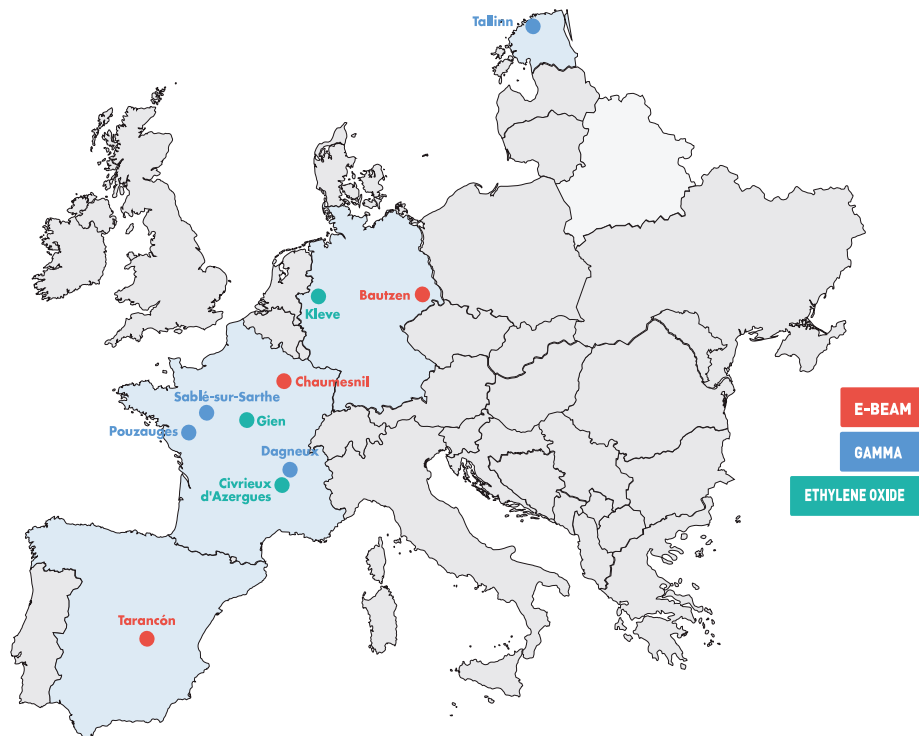 Tallinn
Bautzen
Kleve
Chaumesnil
Sablé-sur-Sarthe
Gien
Pouzauges
Dagneux
Civrieux
d'Azergues
Tarancón
E-BEAM
GAMMA
ETHYLENE OXIDE